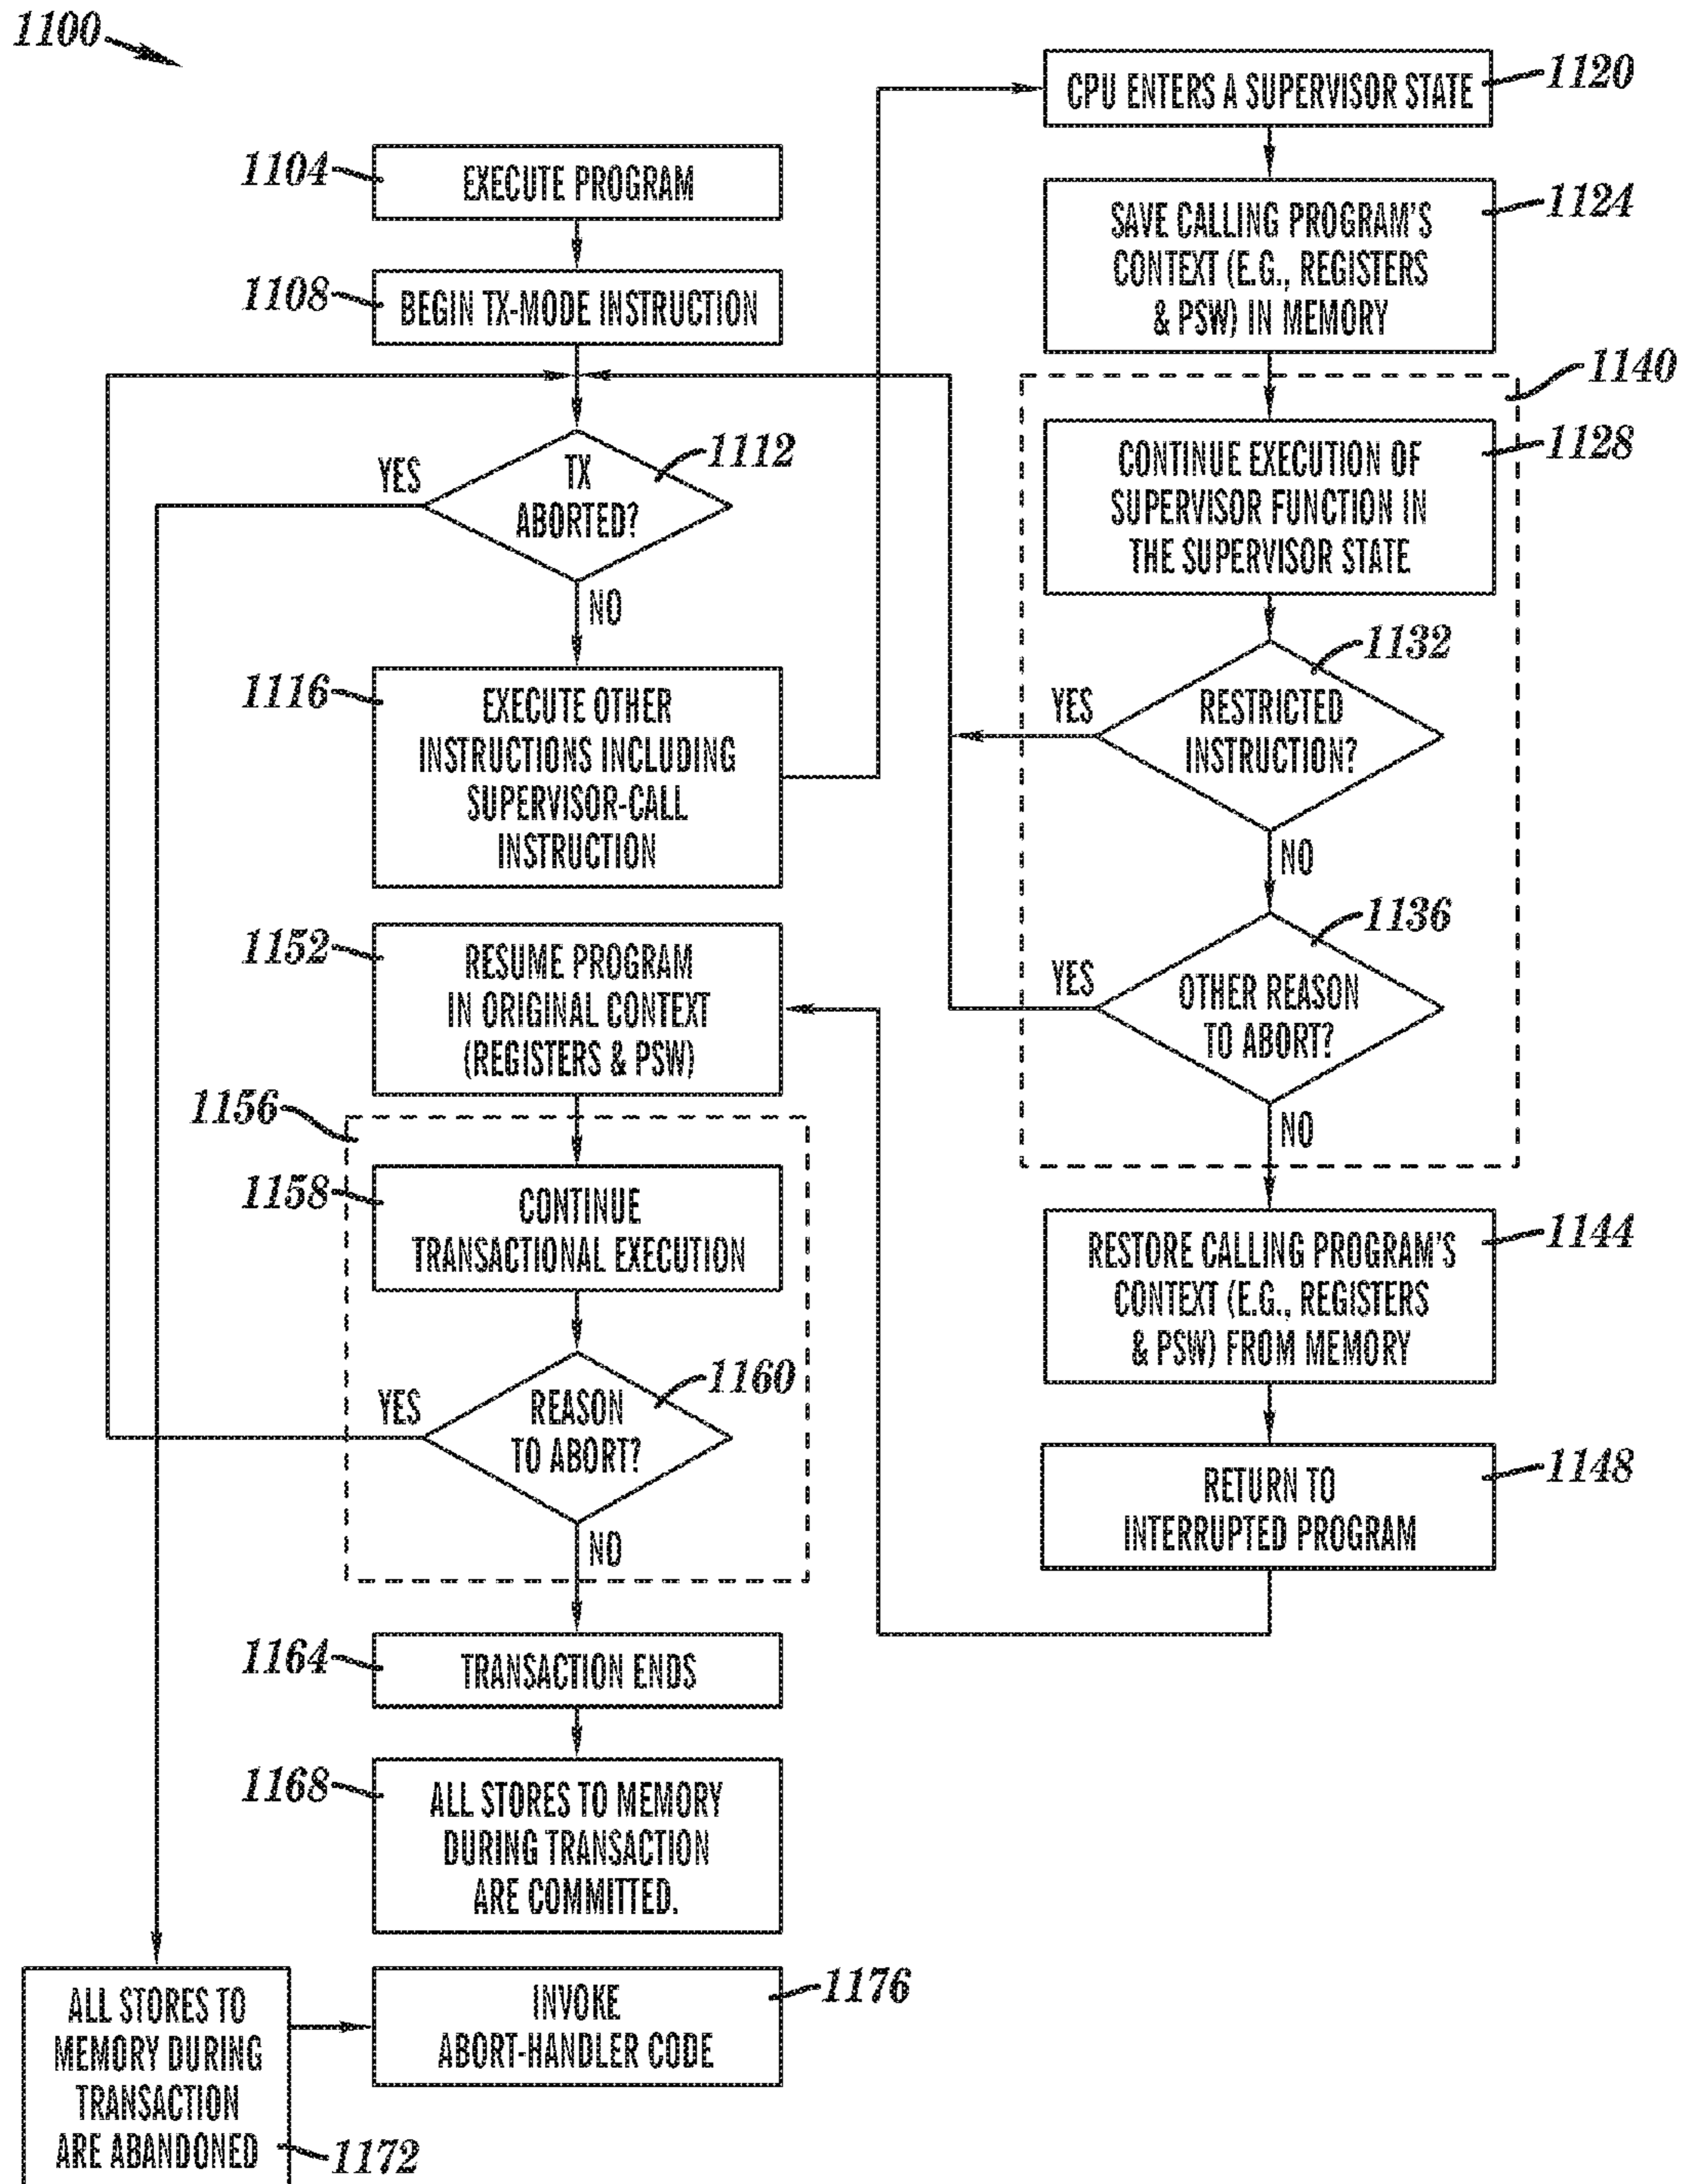 1100
1104
EXECUTE PROGRAM
1108
BEGIN TX-MODE INSTRUCTION
YES
1112
TX
ABORTED?
NO
1116
EXECUTE OTHER
INSTRUCTIONS INCLUDING
SUPERVISOR-CALL
INSTRUCTION
CPU ENTERS A SUPERVISOR STATE
1120
SAVE CALLING PROGRAM'S
CONTEXT (E.G., REGISTERS
& PSW) IN MEMORY
1124
1140
CONTINUE EXECUTION OF
SUPERVISOR FUNCTION IN
THE SUPERVISOR STATE
1128
1132
YES
RESTRICTED
INSTRUCTION?
NO
1136
YES
OTHER REASON
TO ABORT?
NO
RESTORE CALLING PROGRAM'S
CONTEXT (E.G., REGISTERS
& PSW) FROM MEMORY
1144
RETURN TO
INTERRUPTED PROGRAM
1148
1152
RESUME PROGRAM
IN ORIGINAL CONTEXT
(REGISTERS & PSW)
1156
1158
CONTINUE
TRANSACTIONAL EXECUTION
1160
YES
REASON
TO ABORT?
NO
1164
TRANSACTION ENDS
1168
ALL STORES TO MEMORY
DURING TRANSACTION
ARE COMMITTED.
ALL STORES TO
MEMORY DURING
TRANSACTION
ARE ABANDONED
1172
INVOKE
ABORT-HANDLER CODE
1176